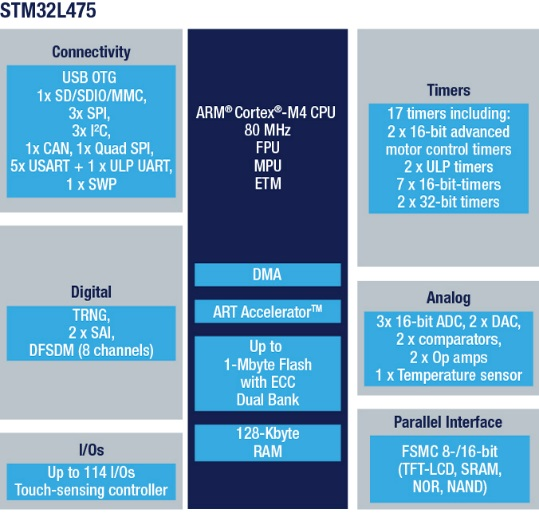 STM32L475
Connectivity
USB OTG
1x SD/SDIO/MMC,
3x SPI,
3x I²C,
1x CAN, 1x Quad SPI,
5x USART + 1 x ULP UART,
1 x SWP
Digital
TRNG,
2 x SAI,
DFSDM (8 channels)
I/Os
Up to 114 I/Os
Touch-sensing controller
ARM® Cortex®-M4 CPU
80 MHz
FPU
MPU
ETM
DMA
ART Accelerator™
Up to
1-Mbyte Flash
with ECC
Dual Bank
128-Kbyte
RAM
Timers
17 timers including:
2 x 16-bit advanced
motor control timers
2 x ULP timers
7 x 16-bit-timers
2 x 32-bit timers
Analog
3x 16-bit ADC, 2 x DAC,
2 x comparators,
2 x Op amps
1 x Temperature sensor
Parallel Interface
FSMC 8-/16-bit
(TFT-LCD, SRAM,
NOR, NAND)